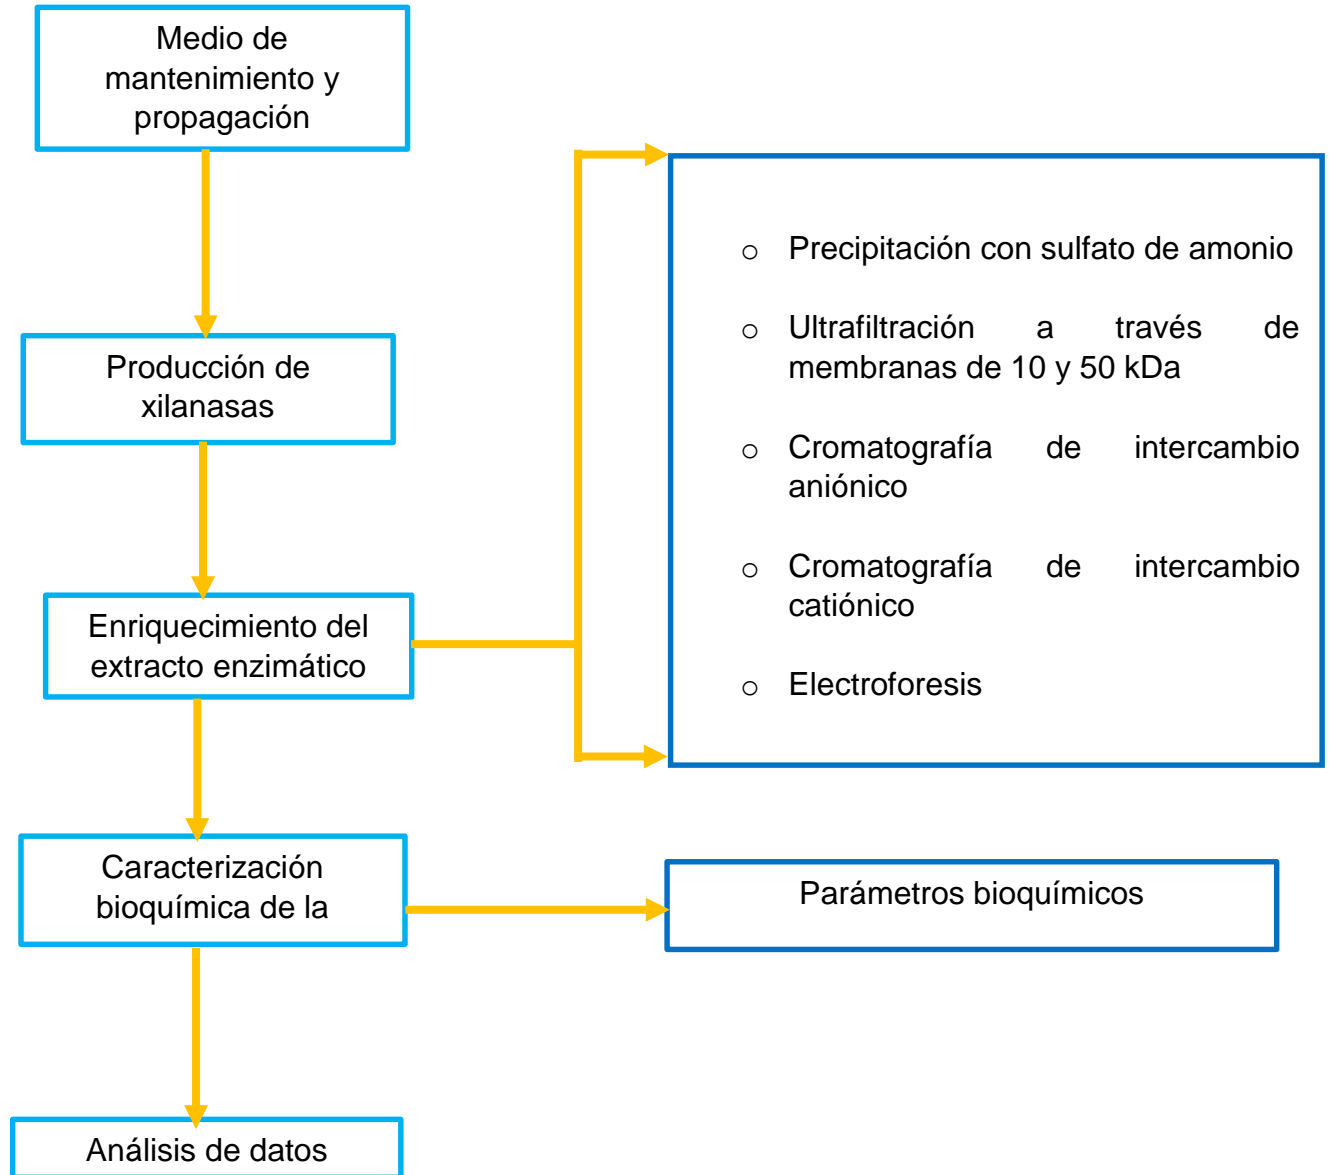 Medio de
mantenimiento y
propagación
Producción de
xilanasas
Enriquecimiento del
extracto enzimático
o Precipitación con sulfato de amonio
o Ultrafiltración a través de
membranas de 10 y 50 kDa
o Cromatografía de intercambio
aniónico
o Cromatografía de intercambio
catiónico
o Electroforesis
Caracterización
bioquímica de la
Parámetros bioquímicos
Análisis de datos